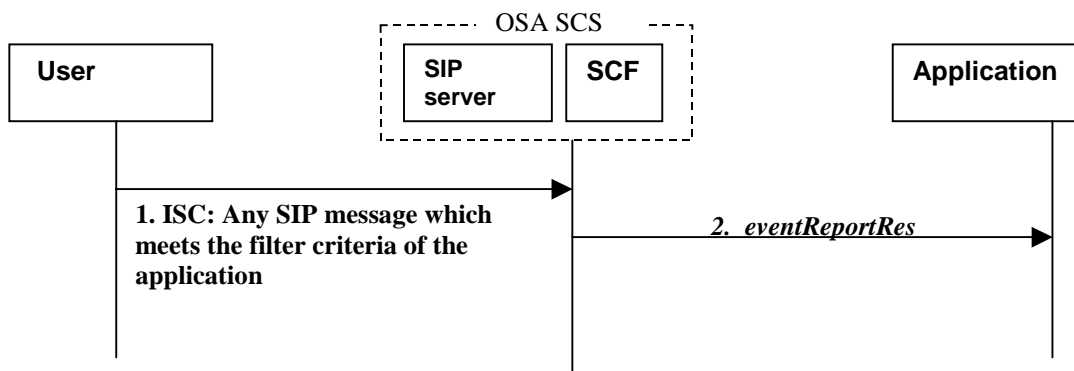 OSA SCS
User
SIP
server
SCF
Application
1. ISC: Any SIP message which
meets the filter criteria of the
application
2. eventReportRes